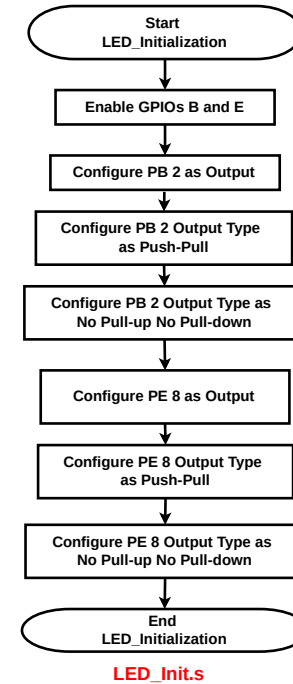 Start
LED_Initialization
Enable GPIOs B and E
Configure PB 2 as Output
Configure PB 2 Output Type
as Push-Pull
Configure PB 2 Output Type as
No Pull-up No Pull-down
Configure PE 8 as Output
Configure PE 8 Output Type
as Push-Pull
Configure PE 8 Output Type as
No Pull-up No Pull-down
End
LED_Initialization
LED_Init.s